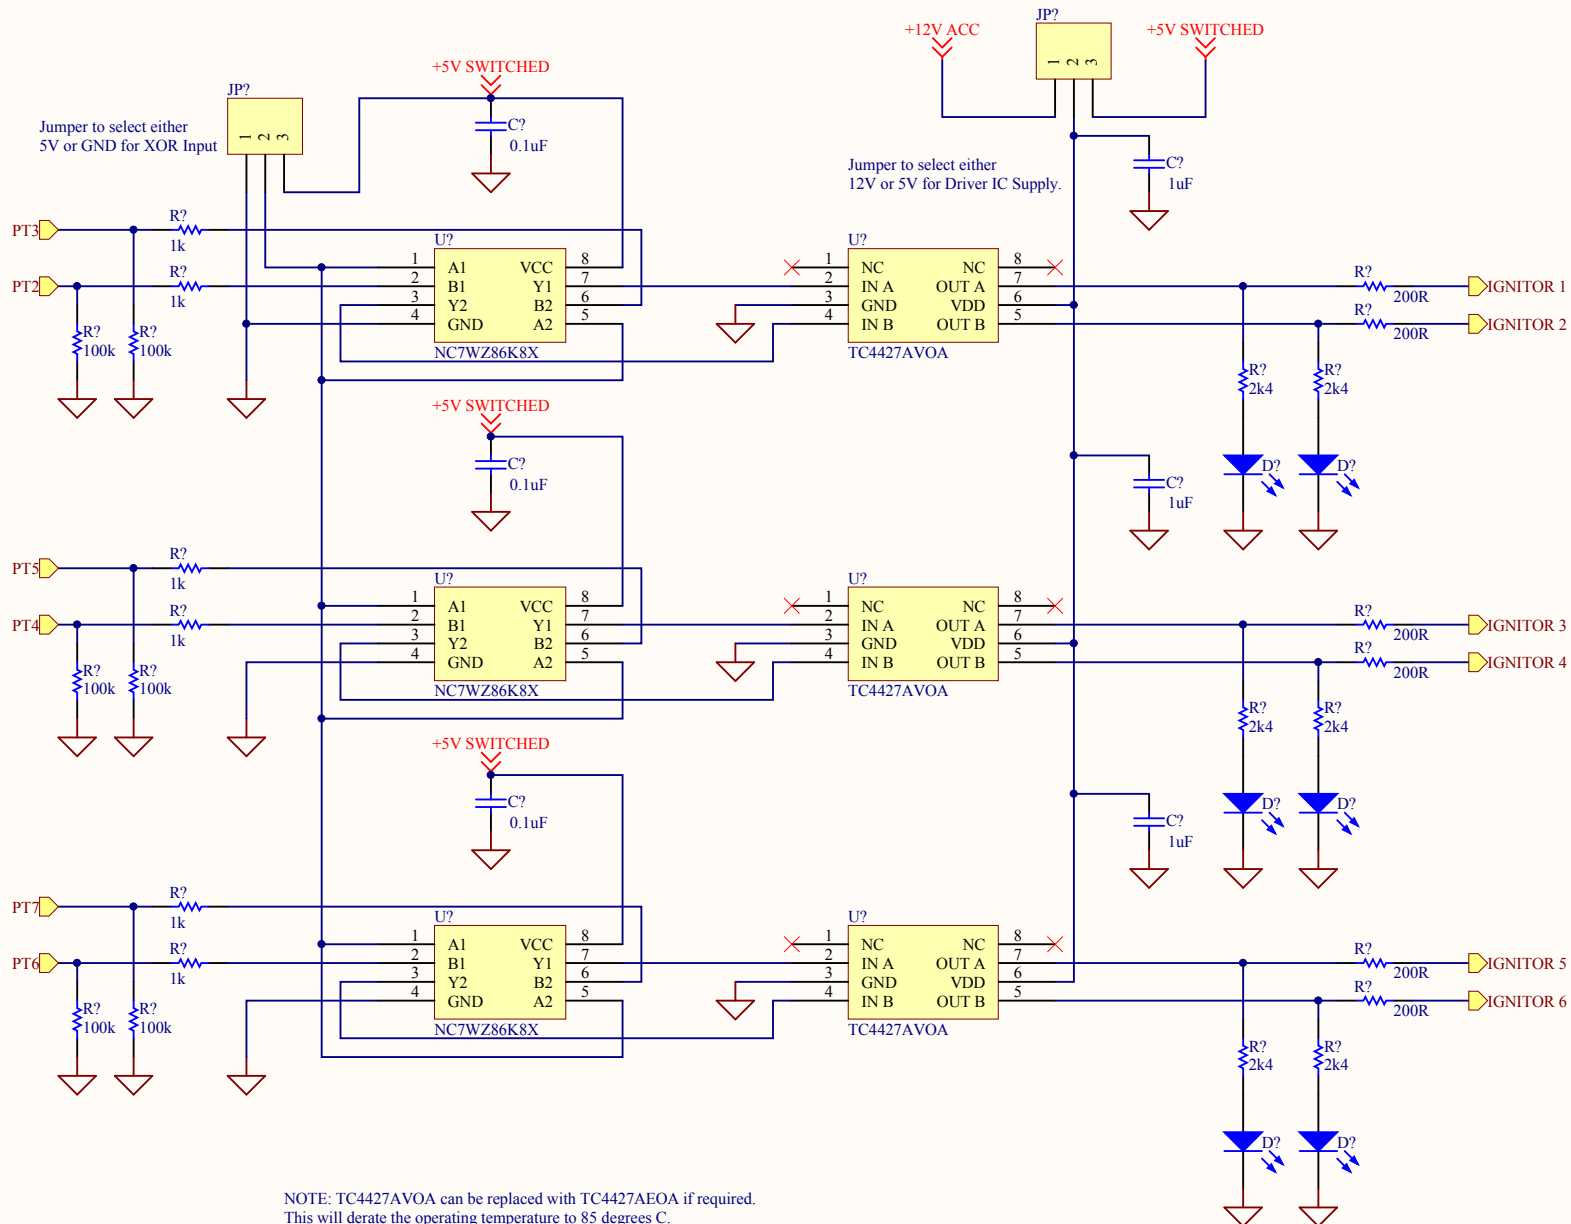 +12V ACC
JP?
+5V SWITCHED
1 2 3
+5V SWITCHED
JP?
1 2 3
Jumper to select either
5V or GND for XOR Input
C?
0.1uF
Jumper to select either
12V or 5V for Driver IC Supply.
C?
1uF
PT3
R?
1k
PT2
R?
1k
R?
100k
R?
100k
U?
1 A1 VCC 8
2 B1 Y1 7
3 Y2 B2 6
4 GND A2 5
NC7WZ86K8X
U?
1 NC NC 8
2 IN A OUT A 7
3 GND VDD 6
4 IN B OUT B 5
TC4427AVOA
R?
200R
IGNITOR 1
R?
200R
IGNITOR 2
R?
2k4
R?
2k4
D?
D?
+5V SWITCHED
C?
0.1uF
C?
1uF
PT5
R?
1k
PT4
R?
1k
R?
100k
R?
100k
U?
1 A1 VCC 8
2 B1 Y1 7
3 Y2 B2 6
4 GND A2 5
NC7WZ86K8X
U?
1 NC NC 8
2 IN A OUT A 7
3 GND VDD 6
4 IN B OUT B 5
TC4427AVOA
R?
200R
IGNITOR 3
R?
200R
IGNITOR 4
R?
2k4
R?
2k4
D?
D?
+5V SWITCHED
C?
0.1uF
C?
1uF
PT7
R?
1k
PT6
R?
1k
R?
100k
R?
100k
U?
1 A1 VCC 8
2 B1 Y1 7
3 Y2 B2 6
4 GND A2 5
NC7WZ86K8X
U?
1 NC NC 8
2 IN A OUT A 7
3 GND VDD 6
4 IN B OUT B 5
TC4427AVOA
R?
200R
IGNITOR 5
R?
200R
IGNITOR 6
R?
2k4
R?
2k4
D?
D?
NOTE: TC4427AVOA can be replaced with TC4427AEOA if required.
This will derate the operating temperature to 85 degrees C.